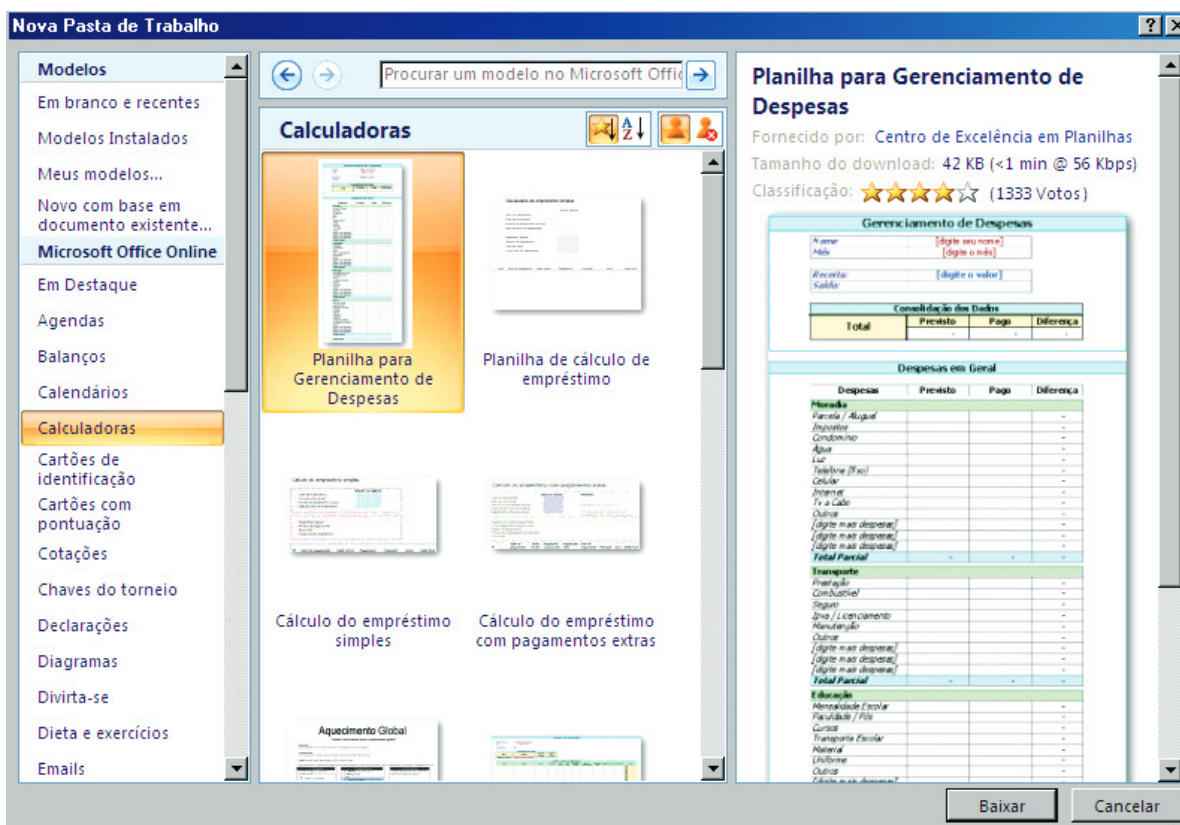 Nova Pasta de Trabalho
Modelos
Em branco e recentes
Modelos Instalados
Meus modelos...
Novo com base em
documento existente...
Microsoft Office Online
Em Destaque
Agendas
Balanços
Calendários
Calculadoras
Cartões de
identificação
Cartões com
pontuação
Cotações
Chaves do torneio
Declarações
Diagramas
Divirta-se
Dieta e exercícios
Emails
Procurar um modelo no Microsoft Offic
Calculadoras
Planilha para
Gerenciamento de
Despesas
Planilha de cálculo de
empréstimo
Cálculo do empréstimo
simples
Cálculo do empréstimo
com pagamentos extras
Aquecimento Global
Planilha para Gerenciamento de
Despesas
Fornecido por: Centro de Excelência em Planilhas
Tamanho do download: 42 KB (<1 min @ 56 Kbps)
Classificação: (1333 Votos)
Gerenciamento de Despesas
Nome [digite seu nome]
Mês [digite o mês]
Receita: [digite o valor]
Saldo:
Consolidação dos Dados
Total Previsto Pago Diferença
- - -
Despesas em Geral
Despesas Previsto Pago Diferença
Moradia
Parcela / Aluguel -
Impostos -
Condomínio -
Água -
Luz -
Telefone (fixo) -
Celular -
Internet -
Tv a Cabo -
Outros -
[digite mais despesas] -
[digite mais despesas] -
[digite mais despesas] -
Total Parcial - - -
Transporte
Prestação -
Combustível -
Seguro -
Ipva / Licenciamento -
Manutenção -
Outros -
[digite mais despesas] -
[digite mais despesas] -
[digite mais despesas] -
Total Parcial - - -
Educação
Mensalidade Escolar -
Faculdade / Pós -
Cursos -
Transporte Escolar -
Material -
Uniforme -
Outros -
[digite mais despesas] -
Baixar
Cancelar